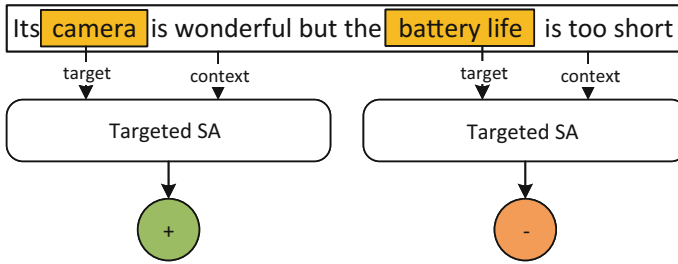 Its camera is wonderful but the battery life is too short
target context target context
Targeted SA Targeted SA
+ -